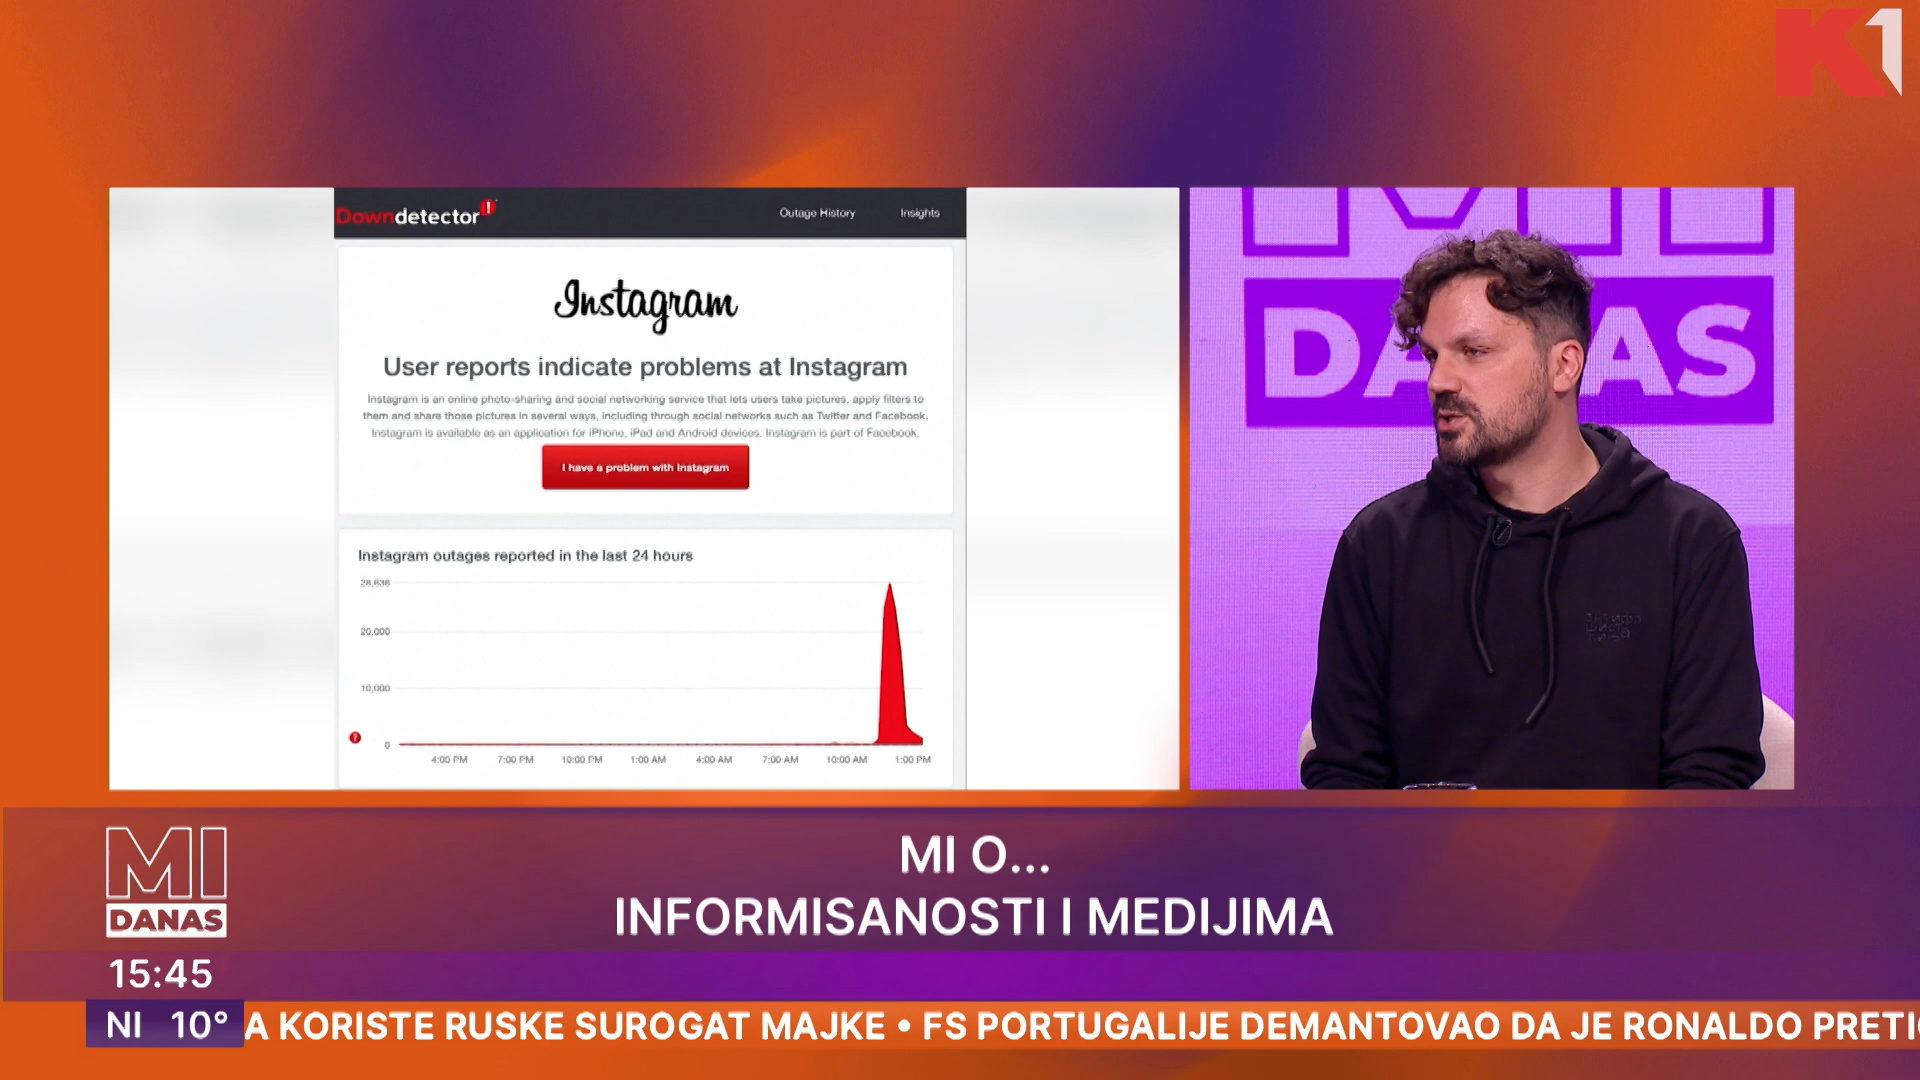 K1
Downdetector
Outage History
Insights
Instagram
User reports indicate problems at Instagram
Instagram is an online photo-sharing and social networking service that lets users take pictures, apply filters to
them and share those pictures in several ways, including through social networks such as Twitter and Facebook.
Instagram is available as an application for iPhone, iPad and Android devices. Instagram is part of Facebook.
I have a problem with Instagram
Instagram outages reported in the last 24 hours
28,636
20,000
10,000
0
4:00 PM 7:00 PM 10:00 PM 1:00 AM 4:00 AM 7:00 AM 10:00 AM 1:00 PM
MI
DANAS
MI O...
INFORMISANOSTI I MEDIJIMA
MI
DANAS
15:45
NI 10°
A KORISTE RUSKE SUROGAT MAJKE • FS PORTUGALIJE DEMANTOVAO DA JE RONALDO PRETI